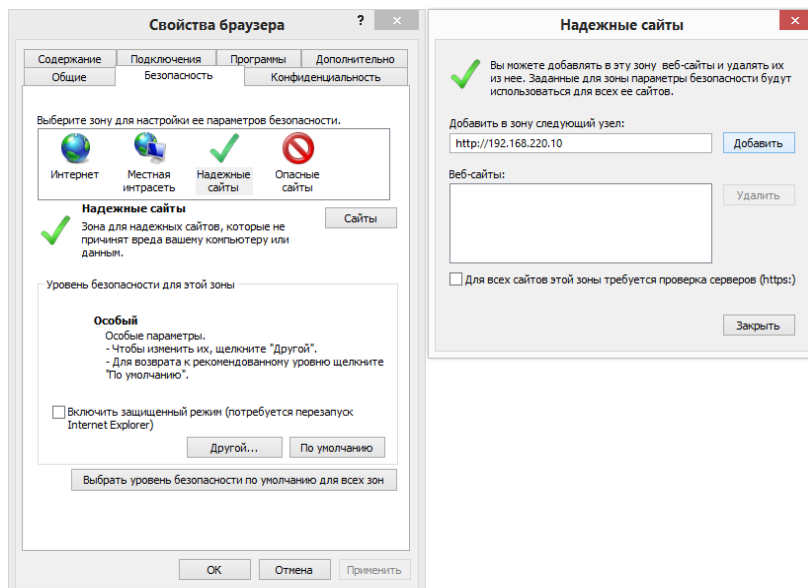 Свойства браузера
?
×
Содержание
Подключения
Программы
Дополнительно
Общие
Безопасность
Конфиденциальность
Выберите зону для настройки ее параметров безопасности.
Интернет
Местная
интрасеть
Надежные
сайты
Опасные
сайты
Надежные сайты
Зона для надежных сайтов, которые не
причинят вреда вашему компьютеру или
данным.
Сайты
Уровень безопасности для этой зоны
Особый
Особые параметры.
- Чтобы изменить их, щелкните "Другой".
- Для возврата к рекомендованному уровню щелкните
"По умолчанию".
Включить защищенный режим (потребуется перезапуск
Internet Explorer)
Другой...
По умолчанию
Выбрать уровень безопасности по умолчанию для всех зон
OK
Отмена
Применить
Надежные сайты
×
Вы можете добавлять в эту зону веб-сайты и удалять их
из нее. Заданные для зоны параметры безопасности будут
использоваться для всех ее сайтов.
Добавить в зону следующий узел:
http://192.168.220.10
Добавить
Веб-сайты:
Удалить
Для всех сайтов этой зоны требуется проверка серверов (https:)
Закрыть